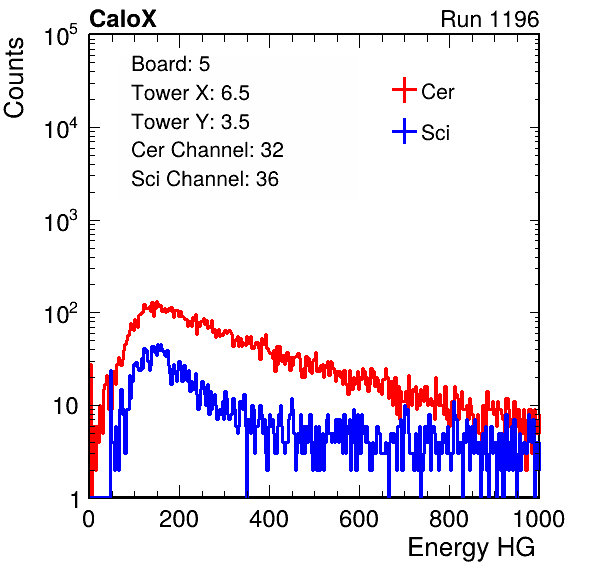 CaloX Run 1196
Counts
10^5
10^4
10^3
10^2
10
1
Board: 5
Tower X: 6.5
Tower Y: 3.5
Cer Channel: 32
Sci Channel: 36
Cer
Sci
0 200 400 600 800 1000
Energy HG